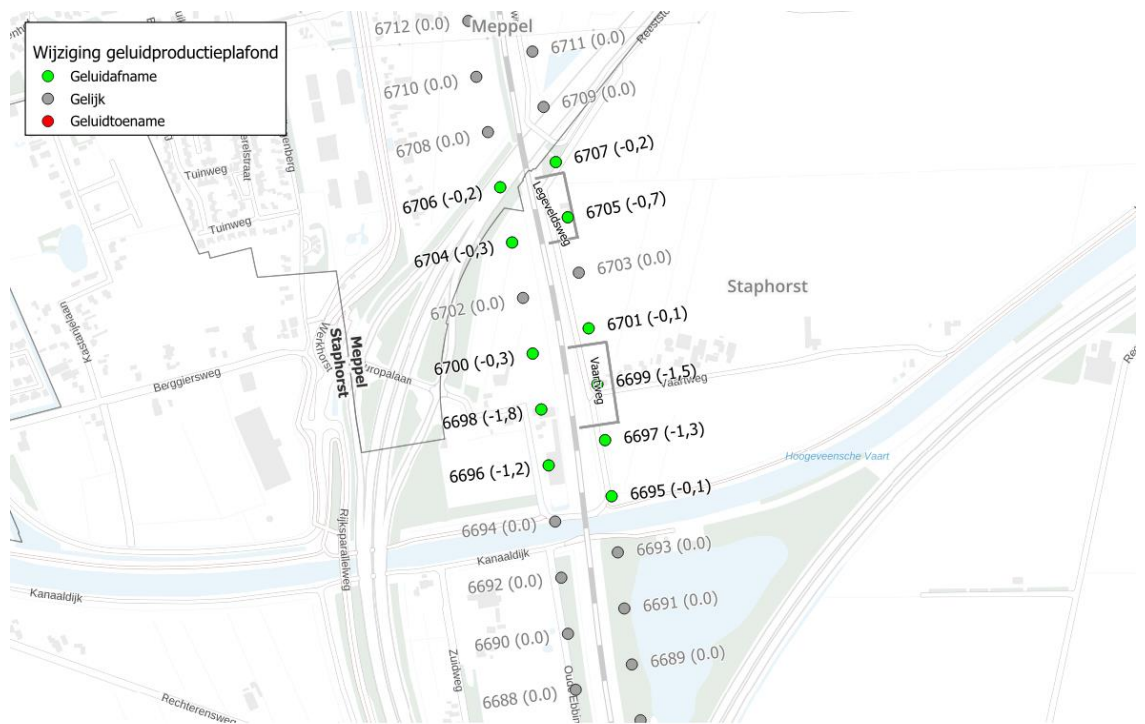 Wijziging geluidproductieplafond
Geluidafname
Gelijk
Geluidtoename
6712 (0.0)
Meppel
6711 (0.0)
6710 (0.0)
6709 (0.0)
6708 (0.0)
6707 (-0,2)
Tuinweg
6706 (-0,2)
Legeveldsweg
6705 (-0,7)
Tuinweg
6704 (-0,3)
6703 (0.0)
Staphorst
6702 (0.0)
6701 (-0,1)
Kastanjelaan
Werkhorst
Meppel
Staphorst
6700 (-0,3)
Berggiersweg
Vaartweg
6699 (-1,5)
Vaartweg
6698 (-1,8)
6697 (-1,3)
Hoogeveensche Vaart
6696 (-1,2)
6695 (-0,1)
6694 (0.0)
Rijksparallelweg
Kanaaldijk
6693 (0.0)
6692 (0.0)
Kanaaldijk
6691 (0.0)
6690 (0.0)
6689 (0.0)
Zuidweg
6688 (0.0)
Oude Ebbin
Rechterensweg